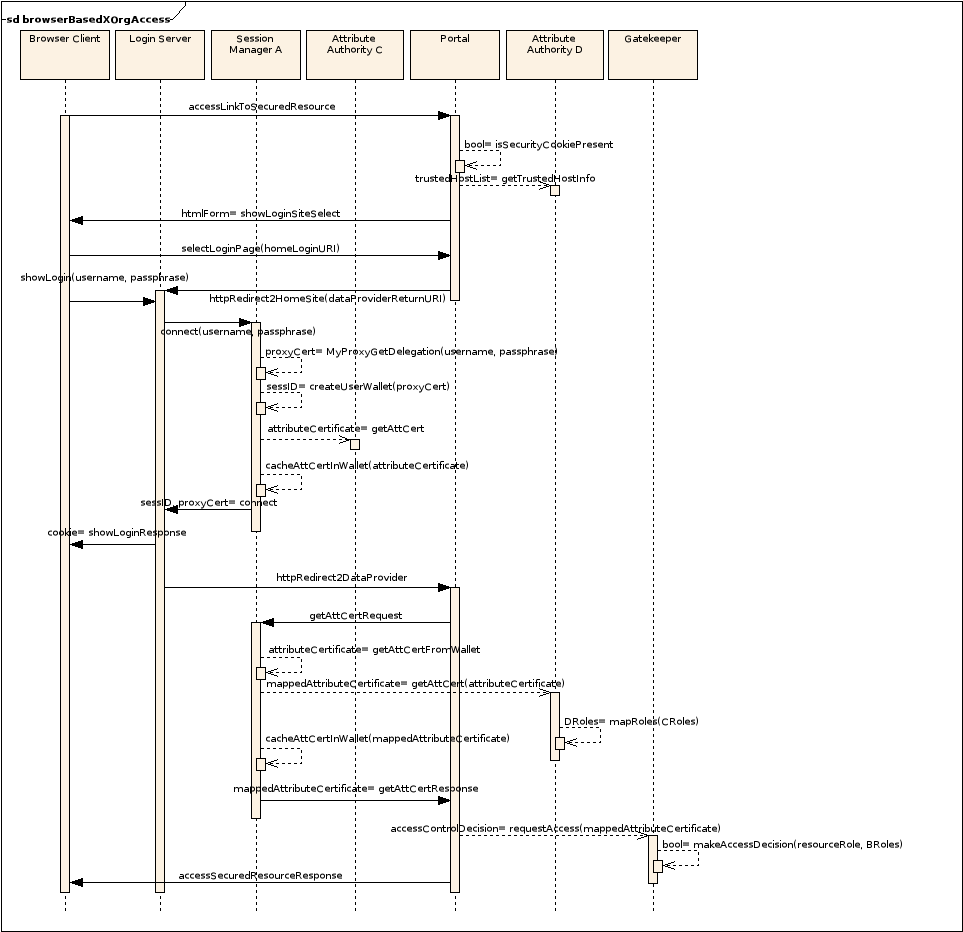 sd browserBasedXOrgAccess
Browser Client
Login Server
Session
Manager A
Attribute
Authority C
Portal
Attribute
Authority D
Gatekeeper
accessLinkToSecuredResource
bool= isSecurityCookiePresent
trustedHostList= getTrustedHostInfo
htmlForm= showLoginSiteSelect
selectLoginPage(homeLoginURI)
showLogin(username, passphrase)
httpRedirect2HomeSite(dataProviderReturnURI)
connect(username, passphrase)
proxyCert= MyProxyGetDelegation(username, passphrase)
sessID= createUserWallet(proxyCert)
attributeCertificate= getAttCert
cacheAttCertInWallet(attributeCertificate)
sessID, proxyCert= connect
cookie= showLoginResponse
httpRedirect2DataProvider
getAttCertRequest
attributeCertificate= getAttCertFromWallet
mappedAttributeCertificate= getAttCert(attributeCertificate)
DRoles= mapRoles(CRoles)
cacheAttCertInWallet(mappedAttributeCertificate)
mappedAttributeCertificate= getAttCertResponse
accessControlDecision= requestAccess(mappedAttributeCertificate)
bool= makeAccessDecision(resourceRole, BRoles)
accessSecuredResourceResponse